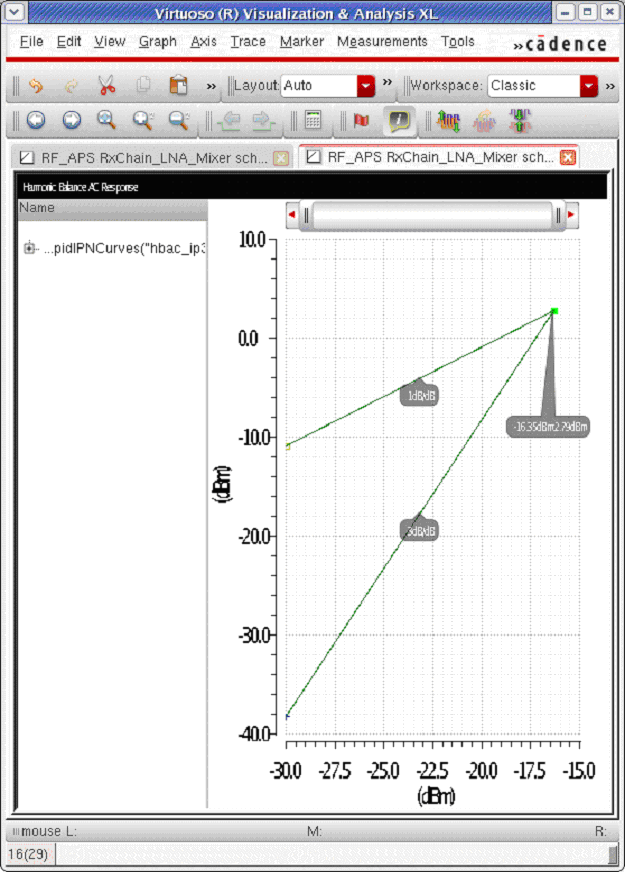 Virtuoso (R) Visualization & Analysis XL
File Edit View Graph Axis Trace Marker Measurements Tools »cādence
» Layout: Auto » Workspace: Classic »
RF_APS RxChain_LNA_Mixer sch... RF_APS RxChain_LNA_Mixer sch...
Harmonic Balance AC Response
Name
...pidIPNCurves("hbac_ip3
10.0
0.0
1dB/dB
-16.35dBm 2.79dBm
-10.0
(dBm)
-20.0
3dB/dB
-30.0
-40.0
-30.0 -27.5 -25.0 -22.5 -20.0 -17.5 -15.0
(dBm)
mouse L: M: R:
16(29)